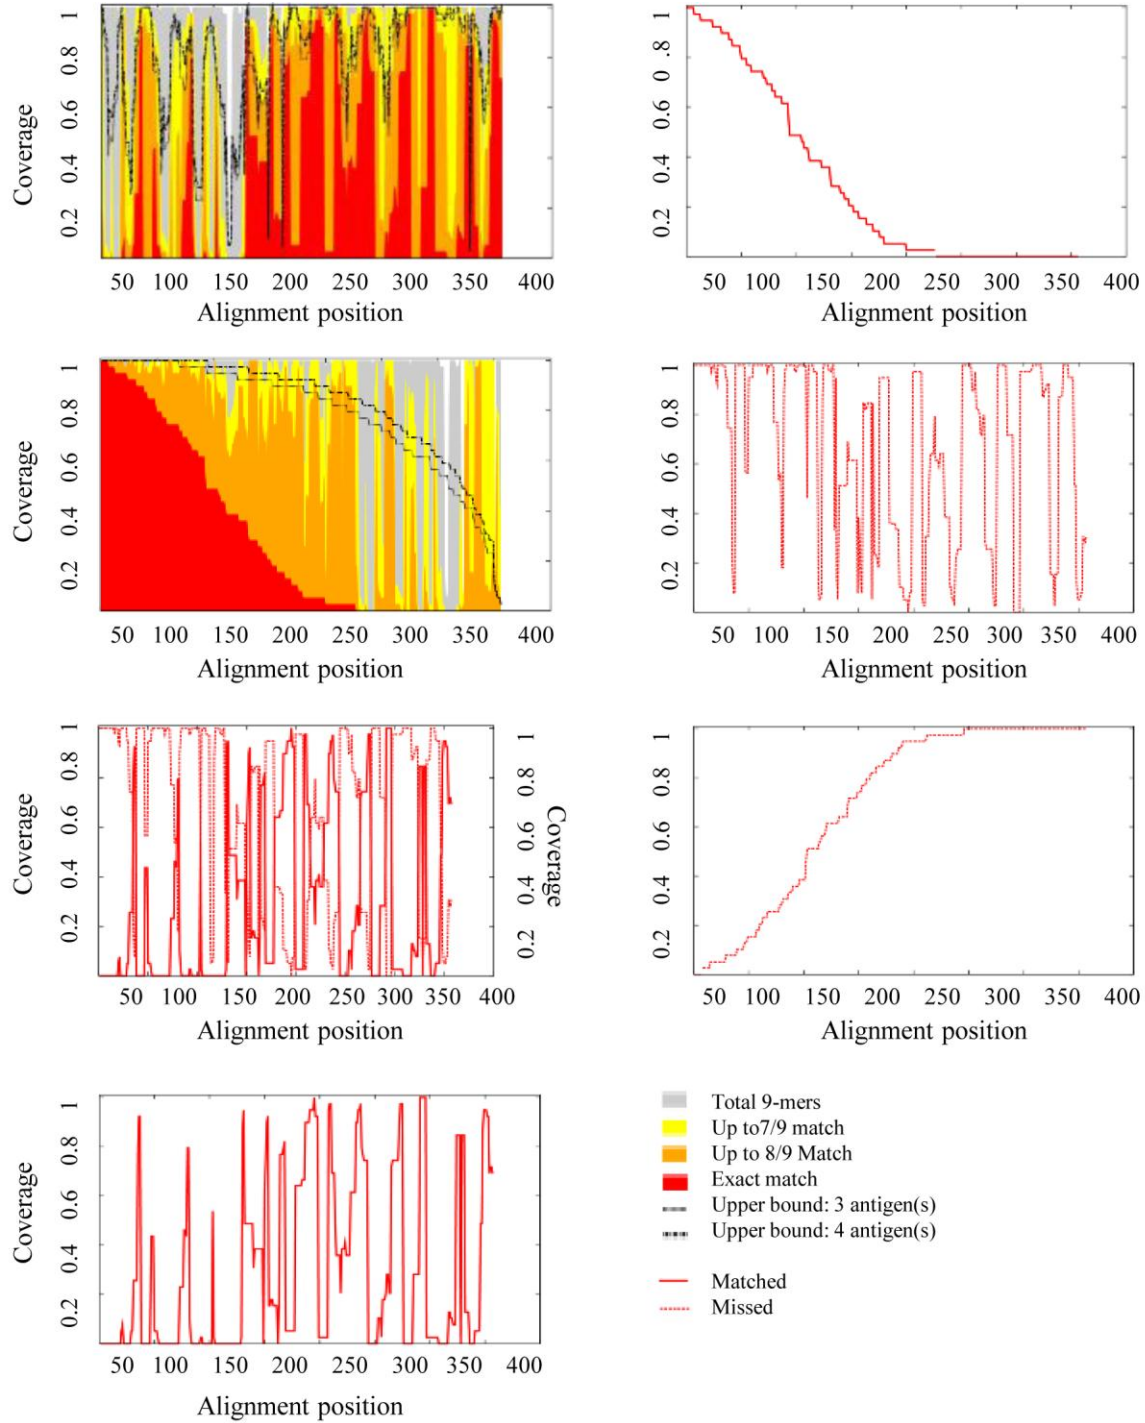 Coverage
0.2 0.4 0.6 0.8 1
50 100 150 200 250 300 350 400
Alignment position
0.2 0.4 0.6 0.8 1
50 100 150 200 250 300 350 400
Alignment position
Coverage
0.2 0.4 0.6 0.8 1
50 100 150 200 250 300 350 400
Alignment position
0.2 0.4 0.6 0.8 1
50 100 150 200 250 300 350 400
Alignment position
Coverage
0.2 0.4 0.6 0.8 1
50 100 150 200 250 300 350 400
Alignment position
1 0.8 0.6 0.4 0.2
Coverage
0.2 0.4 0.6 0.8 1
50 100 150 200 250 300 350 400
Alignment position
Coverage
0.2 0.4 0.6 0.8 1
50 100 150 200 250 300 350 400
Alignment position
Total 9-mers
Up to7/9 match
Up to 8/9 Match
Exact match
Upper bound: 3 antigen(s)
Upper bound: 4 antigen(s)
Matched
Missed